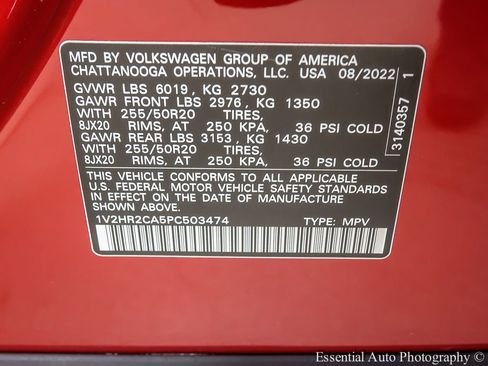 MFD BY VOLKSWAGEN GROUP OF AMERICA
CHATTANOOGA OPERATIONS, LLC. USA 08/2022
GVWR LBS 6019, KG 2730
GAWR FRONT LBS 2976, KG 1350
WITH 255/50R20 TIRES,
8JX20 RIMS, AT 250 KPA, 36 PSI COLD
GAWR REAR LBS 3153, KG 1430
WITH 255/50R20 TIRES,
8JX20 RIMS, AT 250 KPA, 36 PSI COLD
THIS VEHICLE CONFORMS TO ALL APPLICABLE
U.S. FEDERAL MOTOR VEHICLE SAFETY STANDARDS
IN EFFECT ON THE DATE OF MANUFACTURE
SHOWN ABOVE.
1V2HR2CA5PC503474 TYPE: MPV
3140357 1
Essential Auto Photography ©